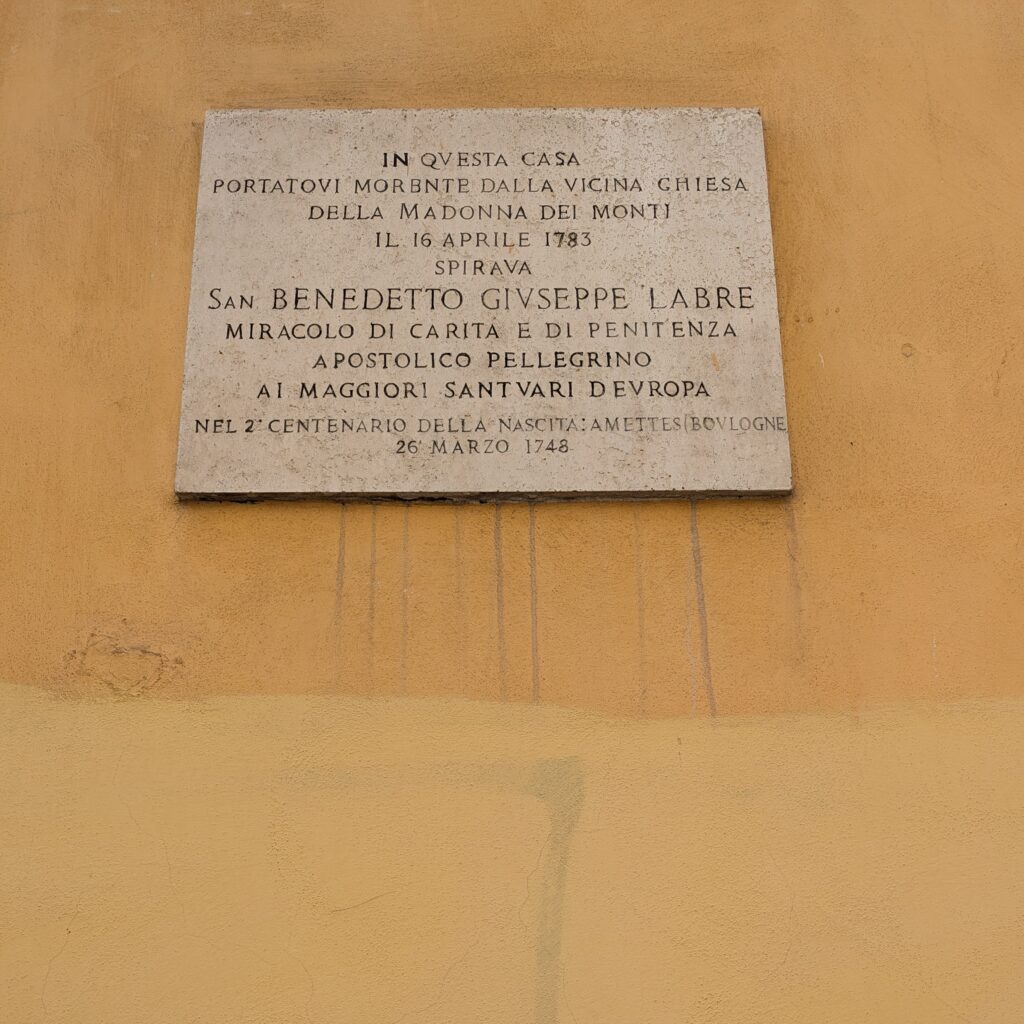 IN QVESTA CASA
PORTATOVI MORENTE DALLA VICINA CHIESA
DELLA MADONNA DEI MONTI
IL 16 APRILE 1783
SPIRAVA
SAN BENEDETTO GIVSEPPE LABRE
MIRACOLO DI CARITÀ E DI PENITENZA
APOSTOLICO PELLEGRINO
AI MAGGIORI SANTVARI D'EVROPA
NEL 2° CENTENARIO DELLA NASCITA: AMETTES (BOVLOGNE
26 MARZO 1748